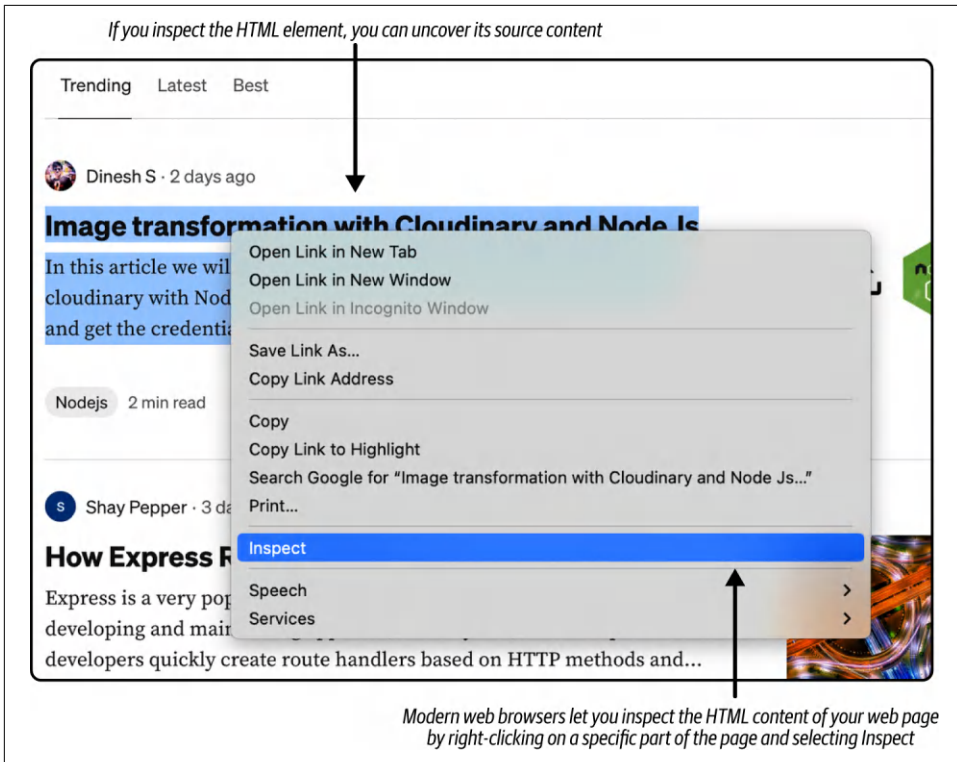 If you inspect the HTML element, you can uncover its source content
Trending Latest Best
Dinesh S · 2 days ago
Image transformation with Cloudinary and Node Js
In this article we wil
cloudinary with Nod
and get the credentia
Nodejs 2 min read
Open Link in New Tab
Open Link in New Window
Open Link in Incognito Window
Save Link As...
Copy Link Address
Copy
Copy Link to Highlight
Search Google for “Image transformation with Cloudinary and Node Js...”
Print...
Inspect
Speech
Services
S Shay Pepper · 3 da
How Express R
Express is a very pop
developing and main
developers quickly create route handlers based on HTTP methods and...
Modern web browsers let you inspect the HTML content of your web page
by right-clicking on a specific part of the page and selecting Inspect